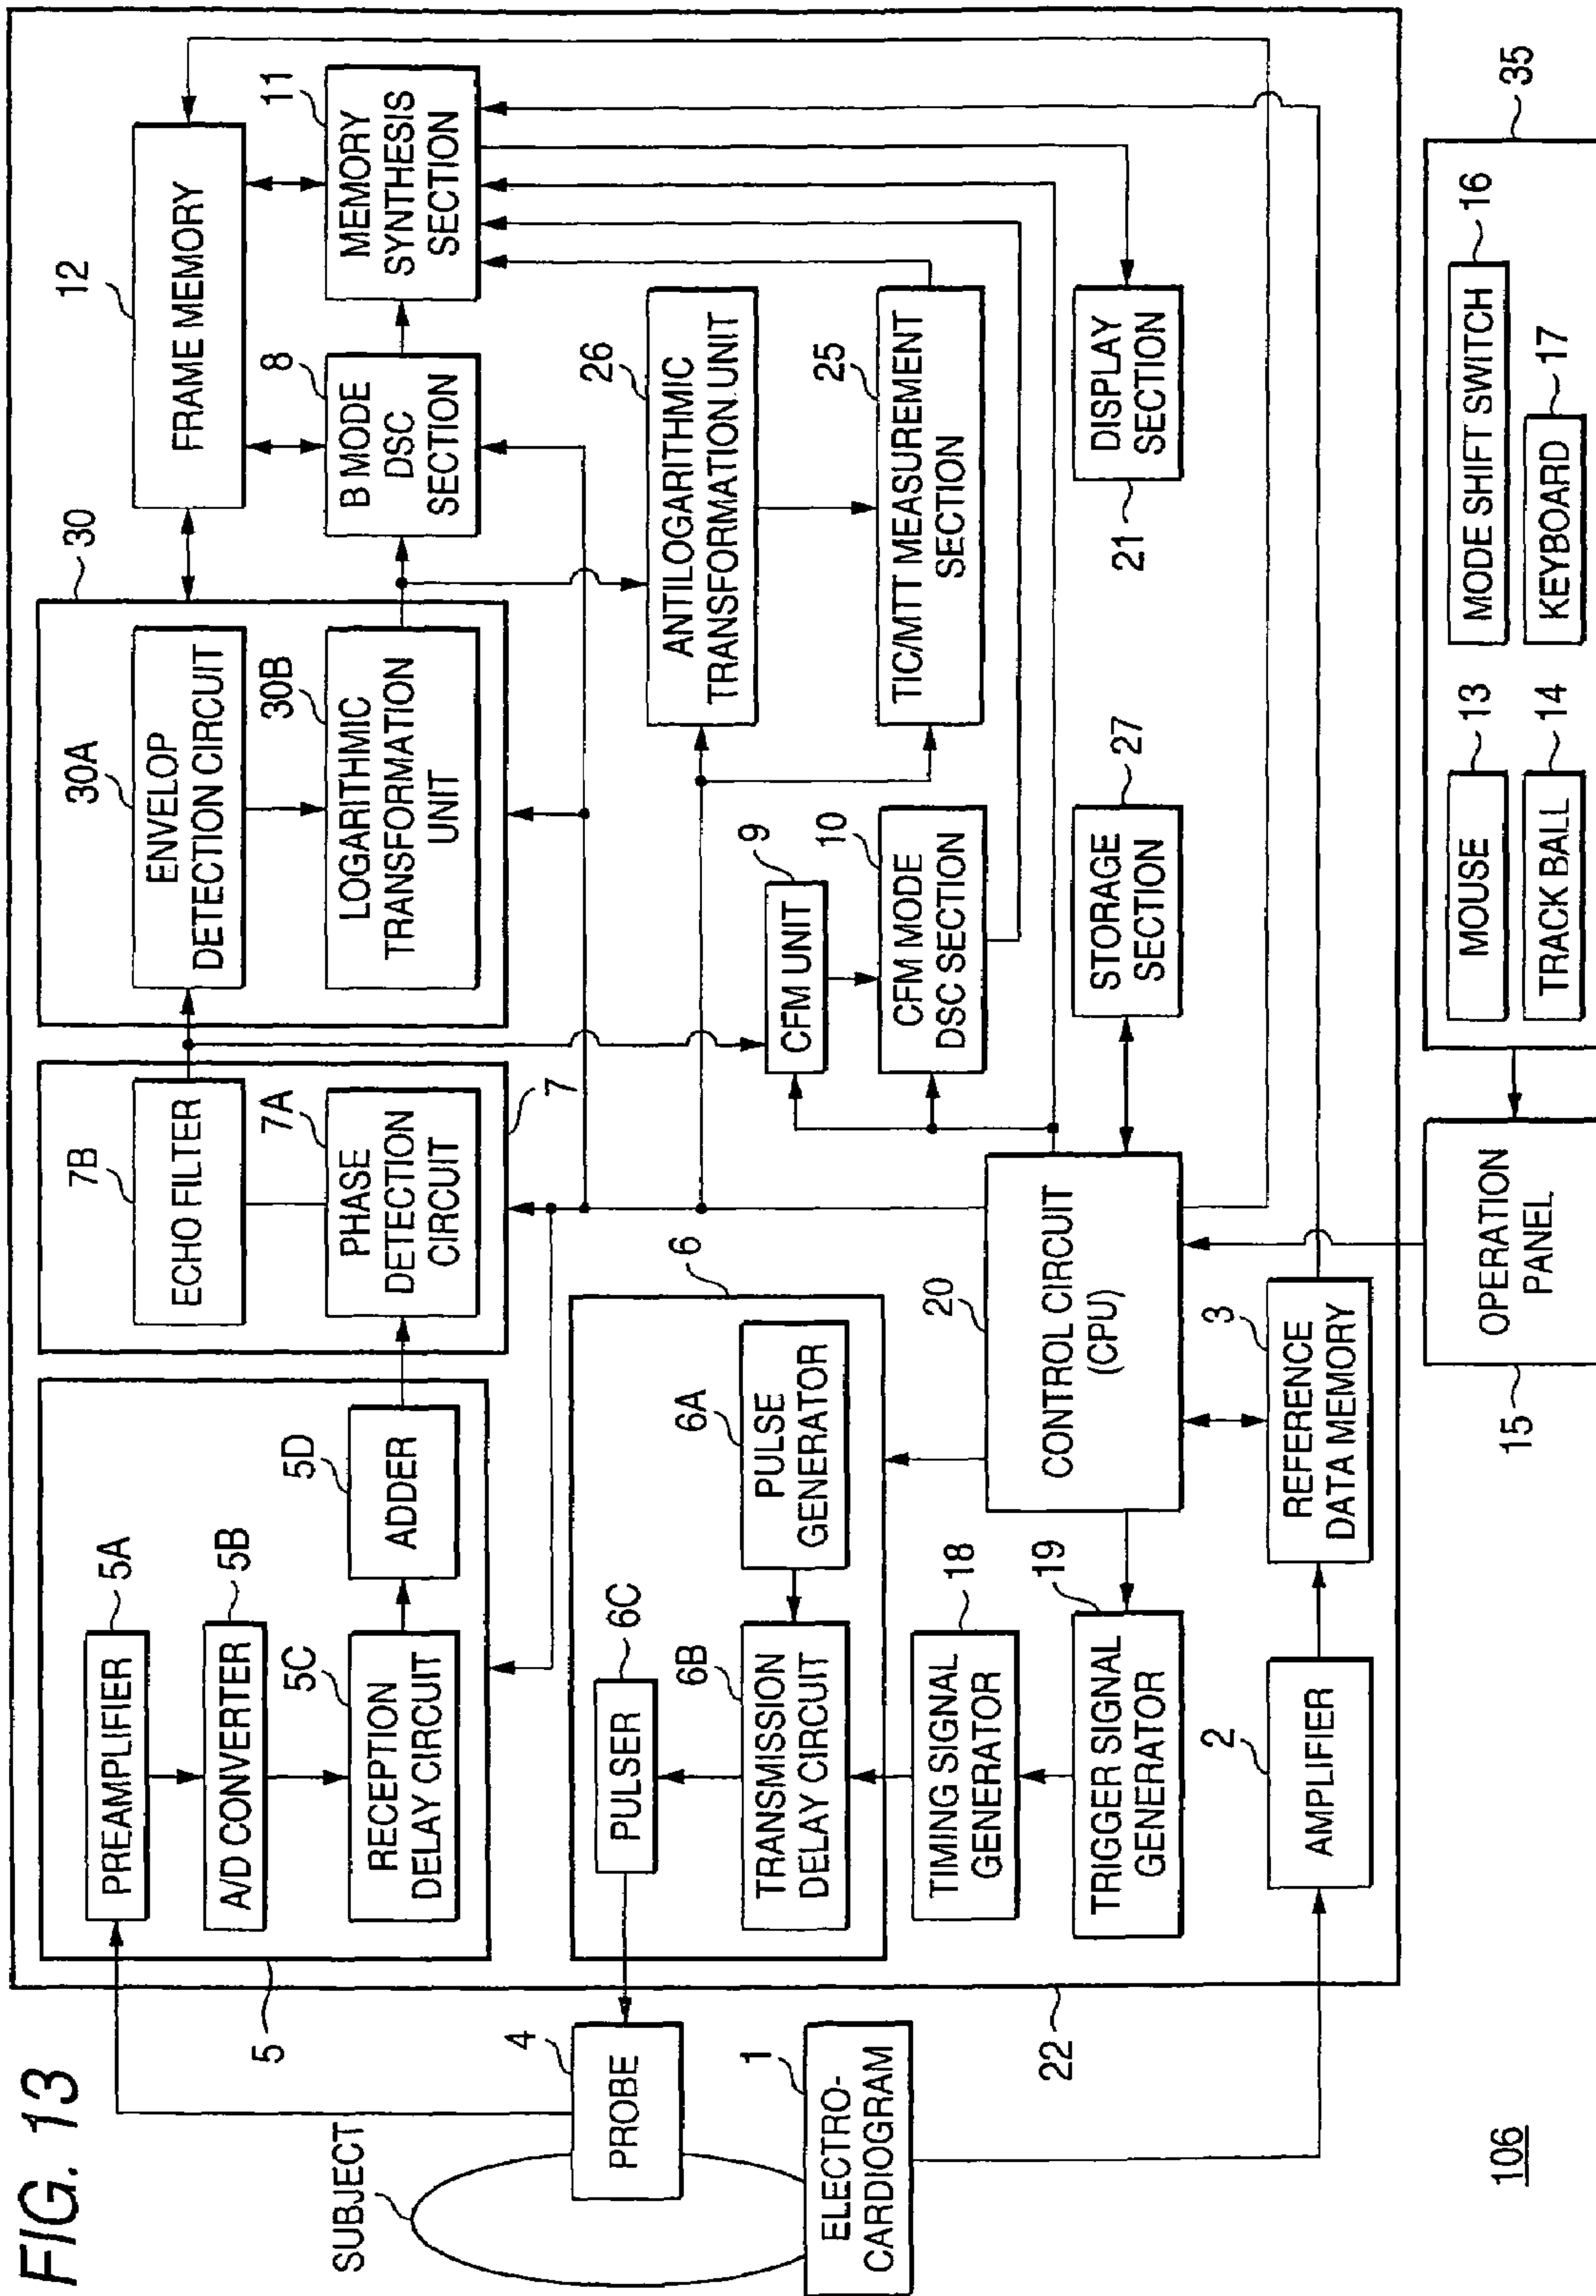 FIG. 13
SUBJECT
PROBE
4
ELECTRO-
CARDIOGRAM
1
5
PREAMPLIFIER
5A
A/D CONVERTER
5B
RECEPTION
DELAY CIRCUIT
5C
ADDER
5D
ECHO FILTER
7B
PHASE
DETECTION
CIRCUIT
7A
7
ENVELOP
DETECTION CIRCUIT
30A
LOGARITHMIC
TRANSFORMATION
UNIT
30B
30
FRAME MEMORY
12
B MODE
DSC
SECTION
8
MEMORY
SYNTHESIS
SECTION
11
PULSER
6C
TRANSMISSION
DELAY CIRCUIT
6B
PULSE
GENERATOR
6A
6
TIMING SIGNAL
GENERATOR
18
TRIGGER SIGNAL
GENERATOR
19
CONTROL CIRCUIT
(CPU)
20
CFM UNIT
9
CFM MODE
DSC SECTION
10
ANTILOGARITHMIC
TRANSFORMATION UNIT
26
TIC/MTT MEASUREMENT
SECTION
25
STORAGE
SECTION
27
DISPLAY
SECTION
21
AMPLIFIER
2
REFERENCE
DATA MEMORY
3
22
OPERATION
PANEL
15
MOUSE
13
TRACK BALL
14
MODE SHIFT SWITCH
16
KEYBOARD
17
35
106